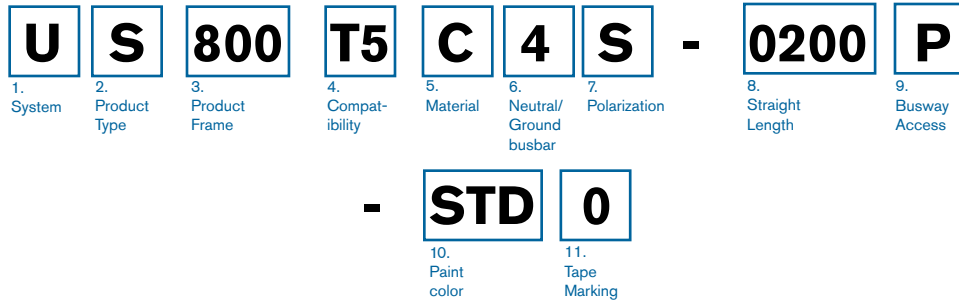 U S 800 T5 C 4 S - 0200 P
1. 2. 3. 4. 5. 6. 7. 8. 9.
System Product Product Compat- Material Neutral/ Polarization Straight Busway
Type Frame ibility Ground Length Access
busbar
- STD 0
10. 11.
Paint Tape
color Marking